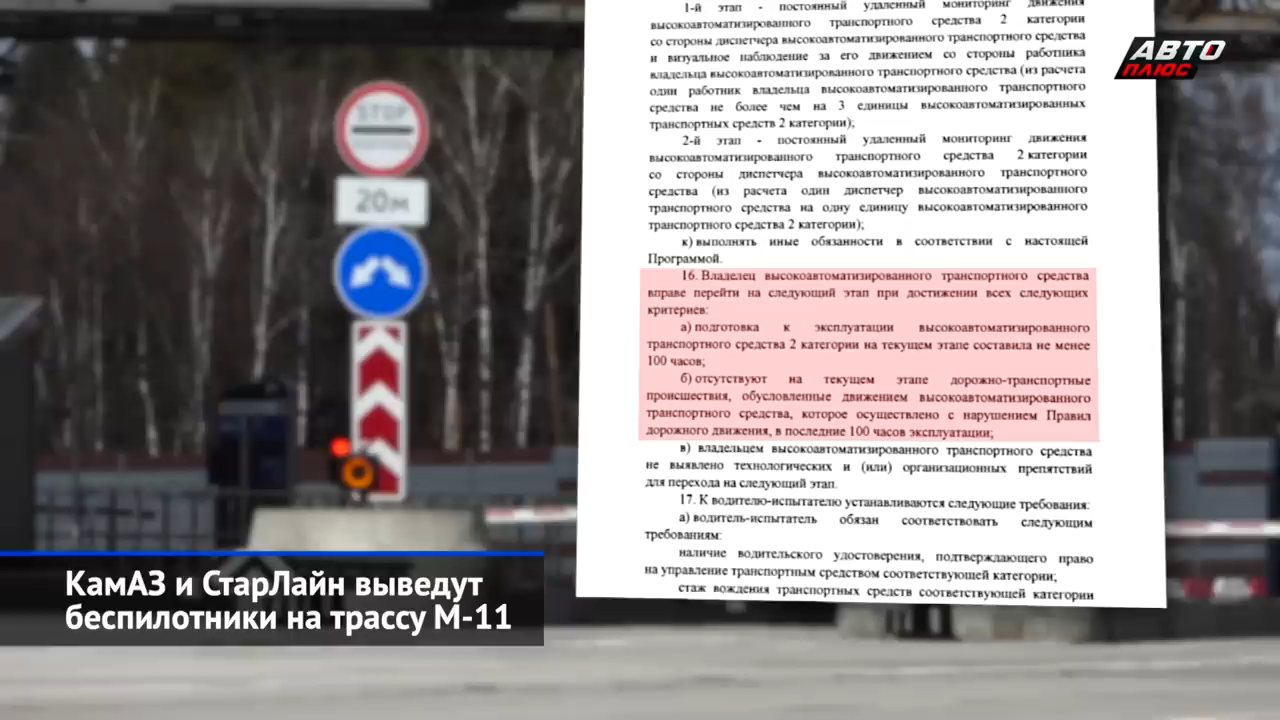 STOP
20м
КамАЗ и СтарЛайн выведут
беспилотники на трассу М-11
АВТО
ПЛЮС
1-й этап - постоянный удаленный мониторинг движения
высокоавтоматизированного транспортного средства 2 категории
со стороны диспетчера высокоавтоматизированного транспортного средства
и визуальное наблюдение за его движением со стороны работника
владельца высокоавтоматизированного транспортного средства (из расчета
один работник владельца высокоавтоматизированного транспортного
средства не более чем на 3 единицы высокоавтоматизированных
транспортных средств 2 категории);
2-й этап - постоянный удаленный мониторинг движения
высокоавтоматизированного транспортного средства 2 категории
со стороны диспетчера высокоавтоматизированного транспортного
средства (из расчета один диспетчер высокоавтоматизированного
транспортного средства на одну единицу высокоавтоматизированного
транспортного средства 2 категории);
к) выполнять иные обязанности в соответствии с настоящей
Программой.
16. Владелец высокоавтоматизированного транспортного средства
вправе перейти на следующий этап при достижении всех следующих
критериев:
а) подготовка к эксплуатации высокоавтоматизированного
транспортного средства 2 категории на текущем этапе составила не менее
100 часов;
б) отсутствуют на текущем этапе дорожно-транспортные
происшествия, обусловленные движением высокоавтоматизированного
транспортного средства, которое осуществлено с нарушением Правил
дорожного движения, в последние 100 часов эксплуатации;
в) владельцем высокоавтоматизированного транспортного средства
не выявлено технологических и (или) организационных препятствий
для перехода на следующий этап.
17. К водителю-испытателю устанавливаются следующие требования:
а) водитель-испытатель обязан соответствовать следующим
требованиям:
наличие водительского удостоверения, подтверждающего право
на управление транспортным средством соответствующей категории;
стаж вождения транспортных средств соответствующей категории